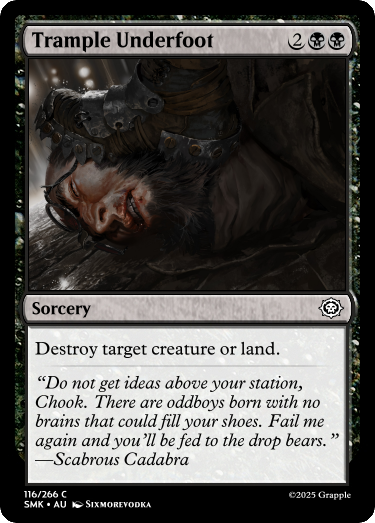 Trample Underfoot 2
Sorcery
Destroy target creature or land.
“Do not get ideas above your station,
Chook. There are oddboys born with no
brains that could fill your shoes. Fail me
again and you’ll be fed to the drop bears.”
—Scabrous Cadabra
116/266 C ©2025 Grapple
SMK • AU Sixmorevodka